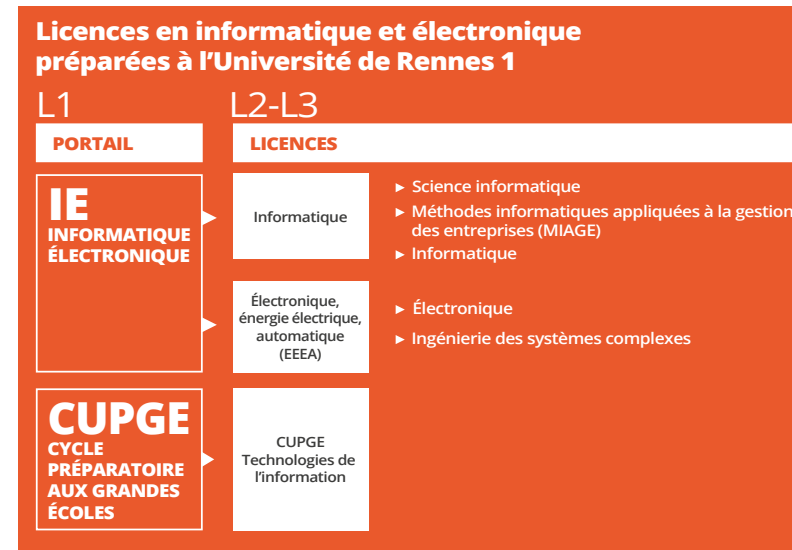 Licences en informatique et électronique
préparées à l'Université de Rennes 1
L1
L2-L3
PORTAIL
LICENCES
IE
INFORMATIQUE
ÉLECTRONIQUE
Informatique
► Science informatique
► Méthodes informatiques appliquées à la gestion
des entreprises (MIAGE)
► Informatique
Électronique,
énergie électrique,
automatique
(EEEA)
► Électronique
► Ingénierie des systèmes complexes
CUPGE
CYCLE
PRÉPARATOIRE
AUX GRANDES
ÉCOLES
CUPGE
Technologies de
l'information